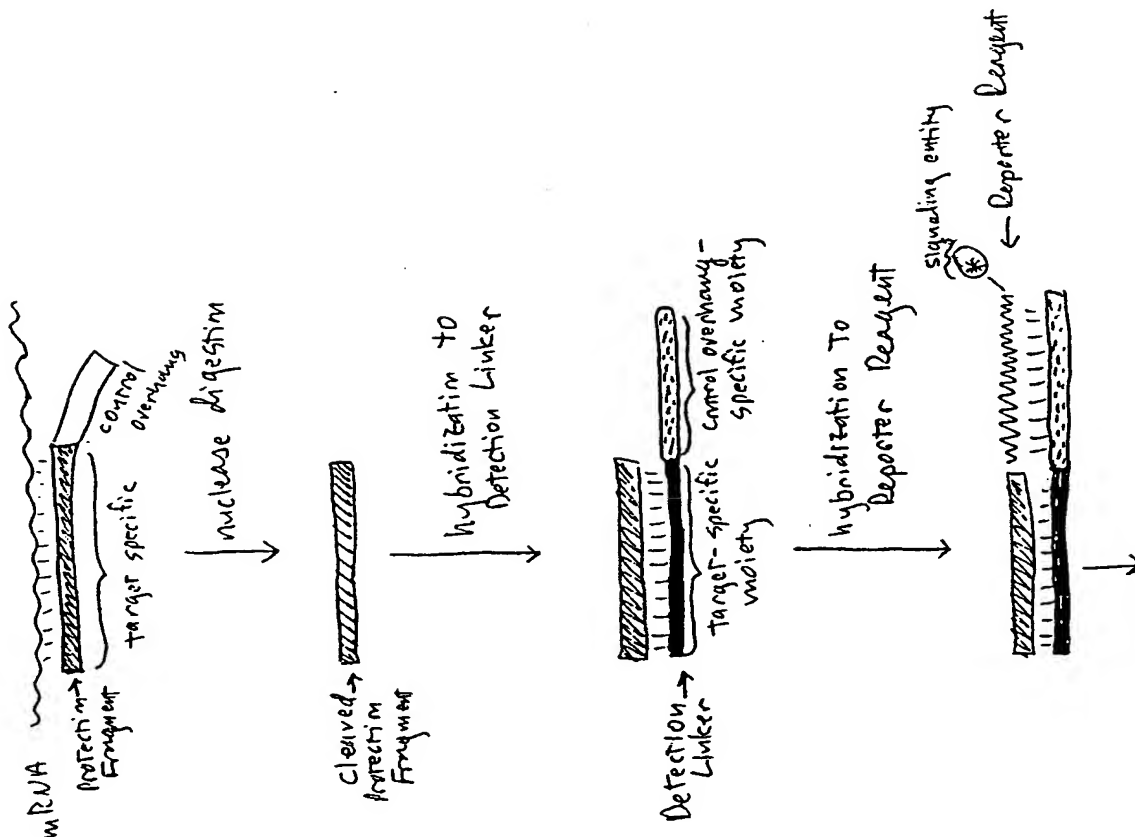 mRNA
Protection →
Fragment
target specific
control
overhang
nuclease digestion
Cleaved →
protection
Fragment
hybridization to
Detection Linker
Detection →
Linker
target-specific
moiety
control overhang-
specific moiety
hybridization To
Reporter Reagent
signaling entity
*
← Reporter Reagent